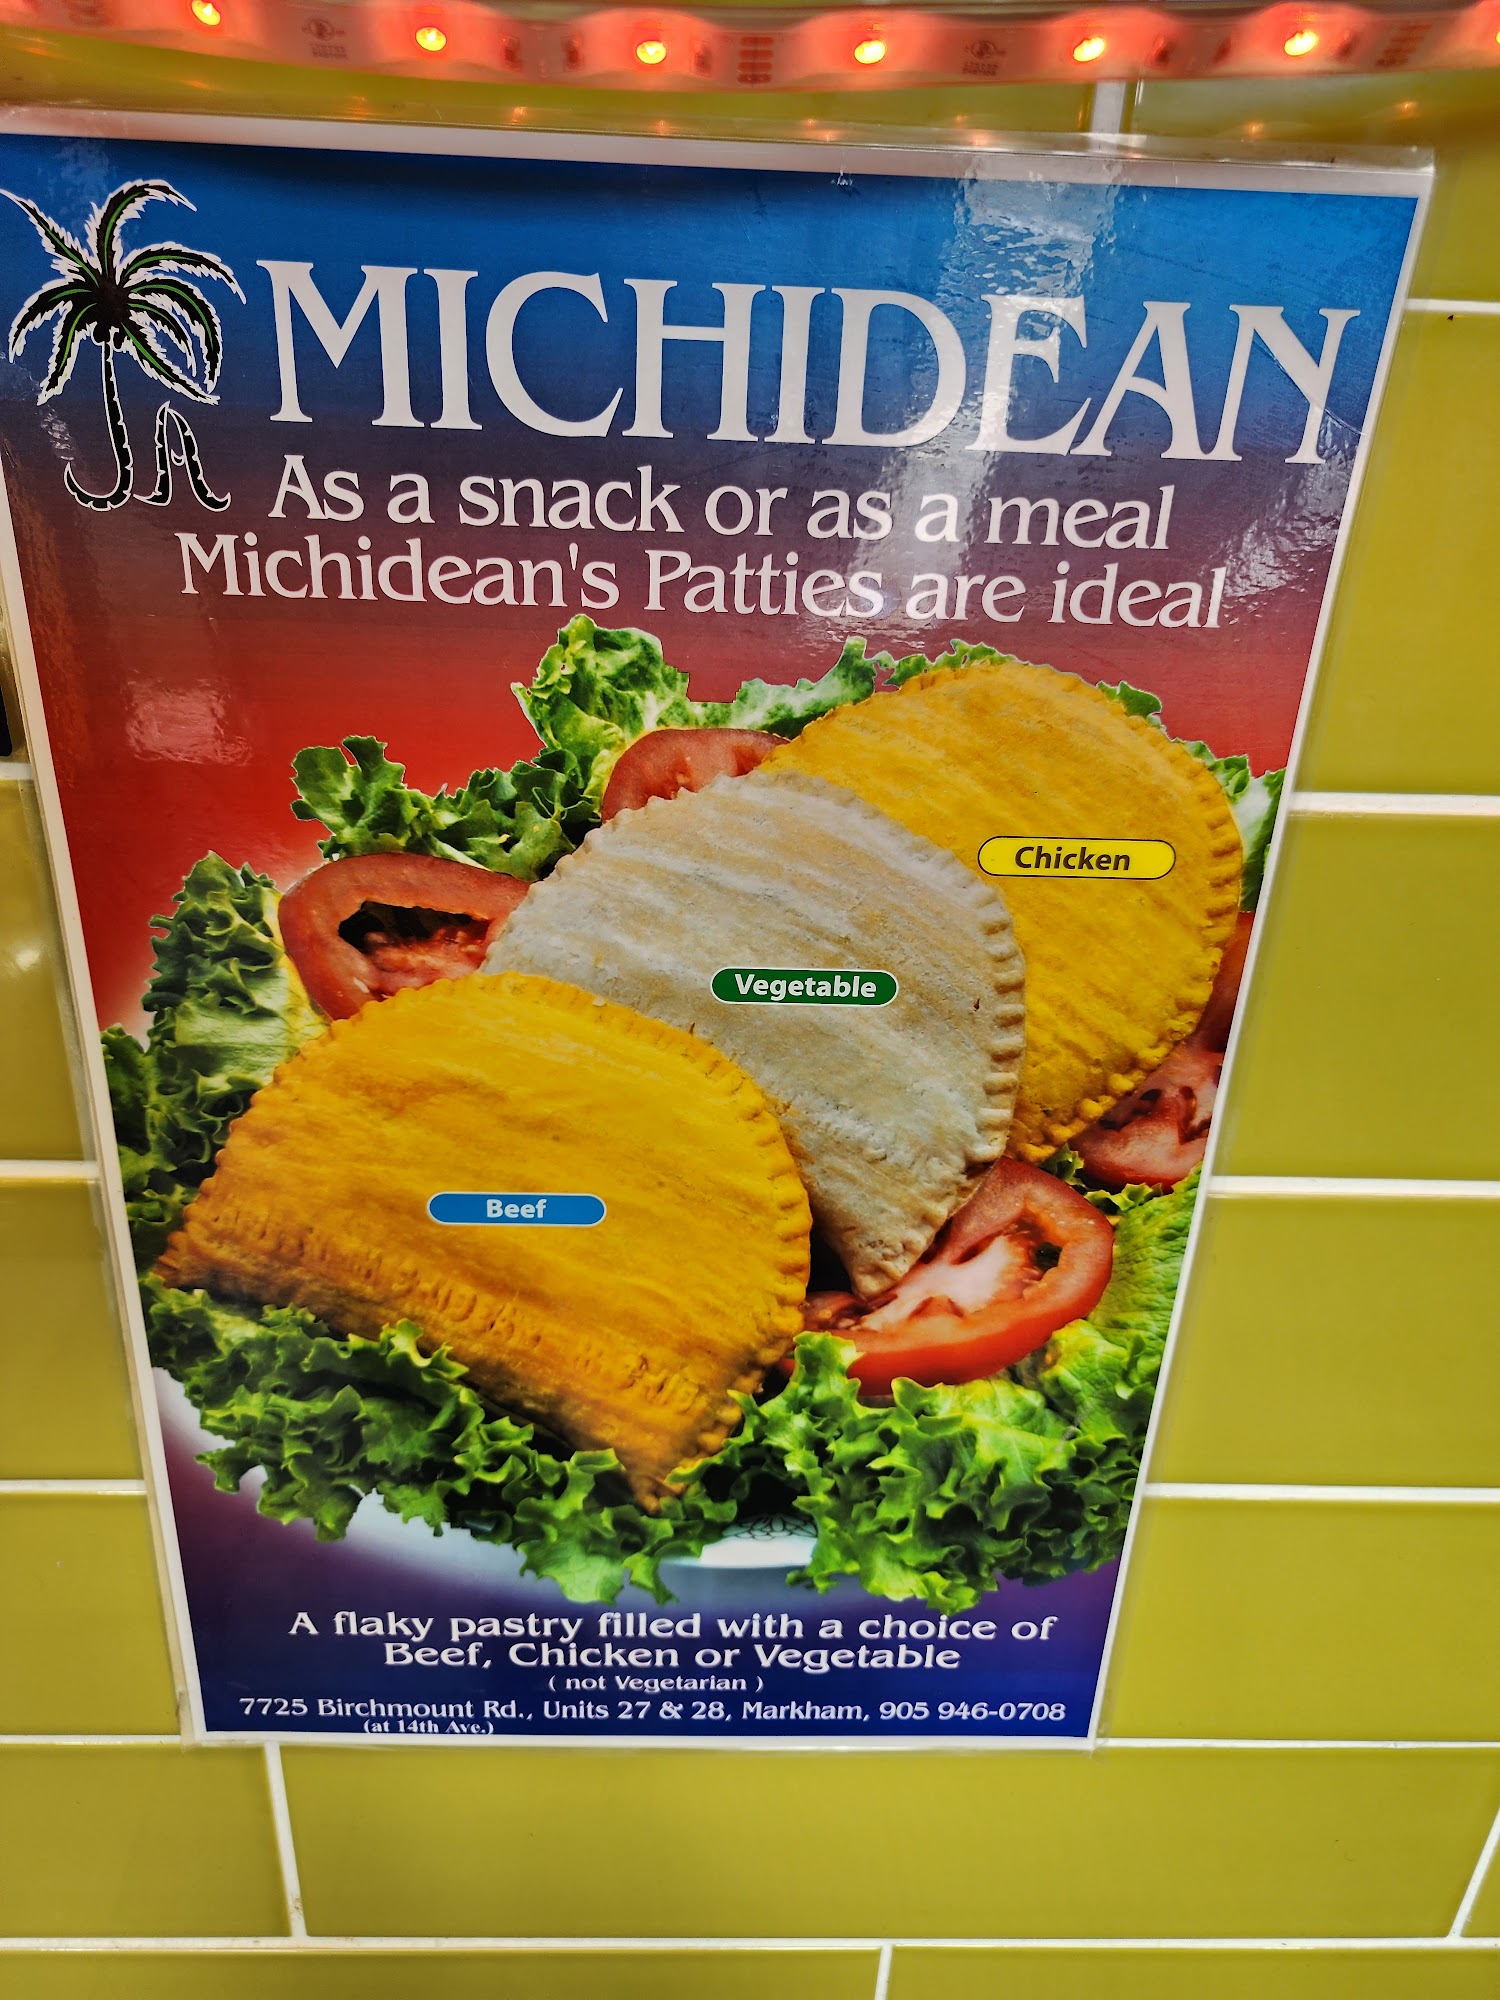 JA
MICHIDEAN
As a snack or as a meal
Michidean's Patties are ideal
Chicken
Vegetable
Beef
A flaky pastry filled with a choice of
Beef, Chicken or Vegetable
( not Vegetarian )
7725 Birchmount Rd., Units 27 & 28, Markham, 905 946-0708
(at 14th Ave.)